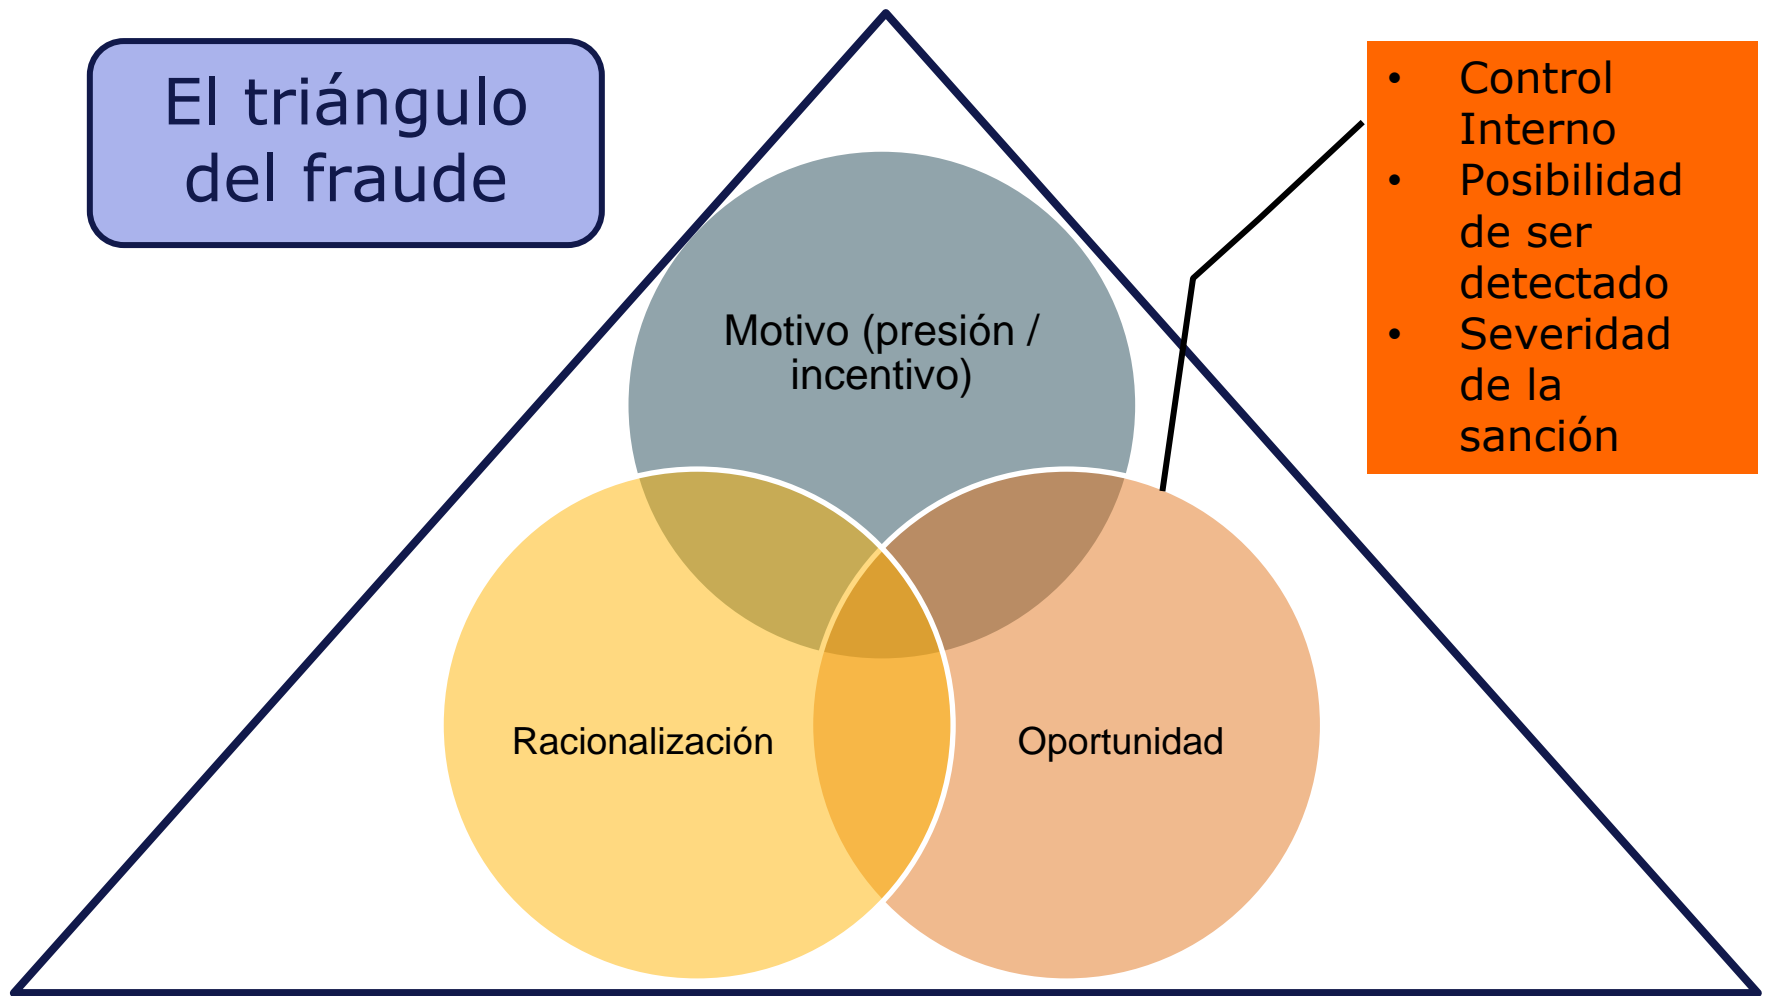 El triángulo
del fraude
• Control
Interno
• Posibilidad
de ser
detectado
• Severidad
de la
sanción
Motivo (presión /
incentivo)
Racionalización
Oportunidad